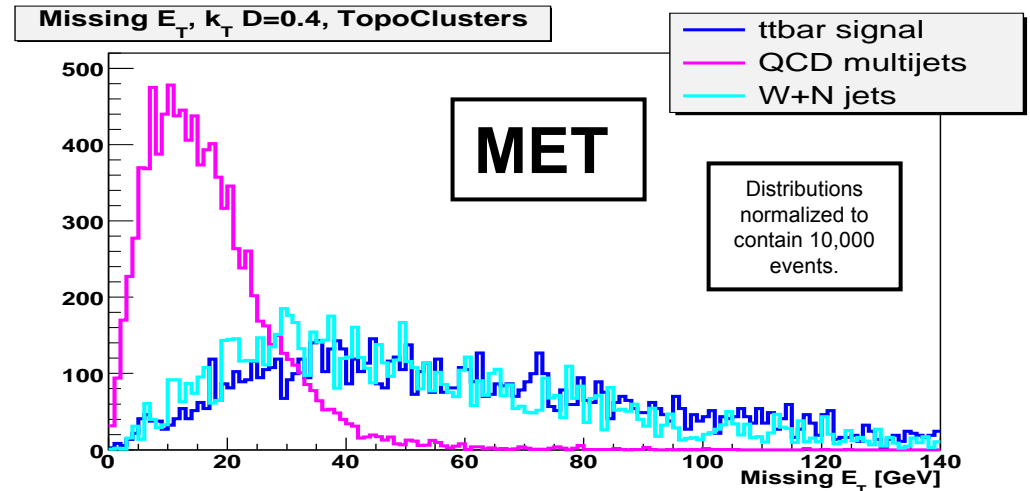 Missing E_T, k_T D=0.4, TopoClusters
ttbar signal
QCD multijets
W+N jets
MET
Distributions
normalized to
contain 10,000
events.
500
400
300
200
100
0
0 20 40 60 80 100 120 140
Missing E_T [GeV]